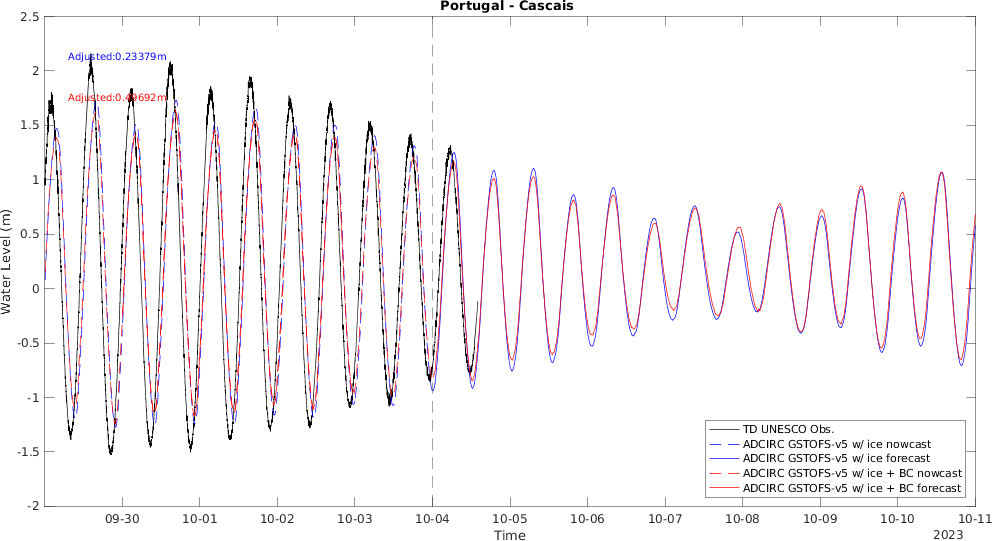 Portugal - Cascais
2.5
2
1.5
1
0.5
0
-0.5
-1
-1.5
-2
Water Level (m)
Adjusted:0.23379m
Adjusted:0.49692m
TD UNESCO Obs.
ADCIRC GSTOFS-v5 w/ ice nowcast
ADCIRC GSTOFS-v5 w/ ice forecast
ADCIRC GSTOFS-v5 w/ ice + BC nowcast
ADCIRC GSTOFS-v5 w/ ice + BC forecast
09-30 10-01 10-02 10-03 10-04 10-05 10-06 10-07 10-08 10-09 10-10 10-11
Time
2023